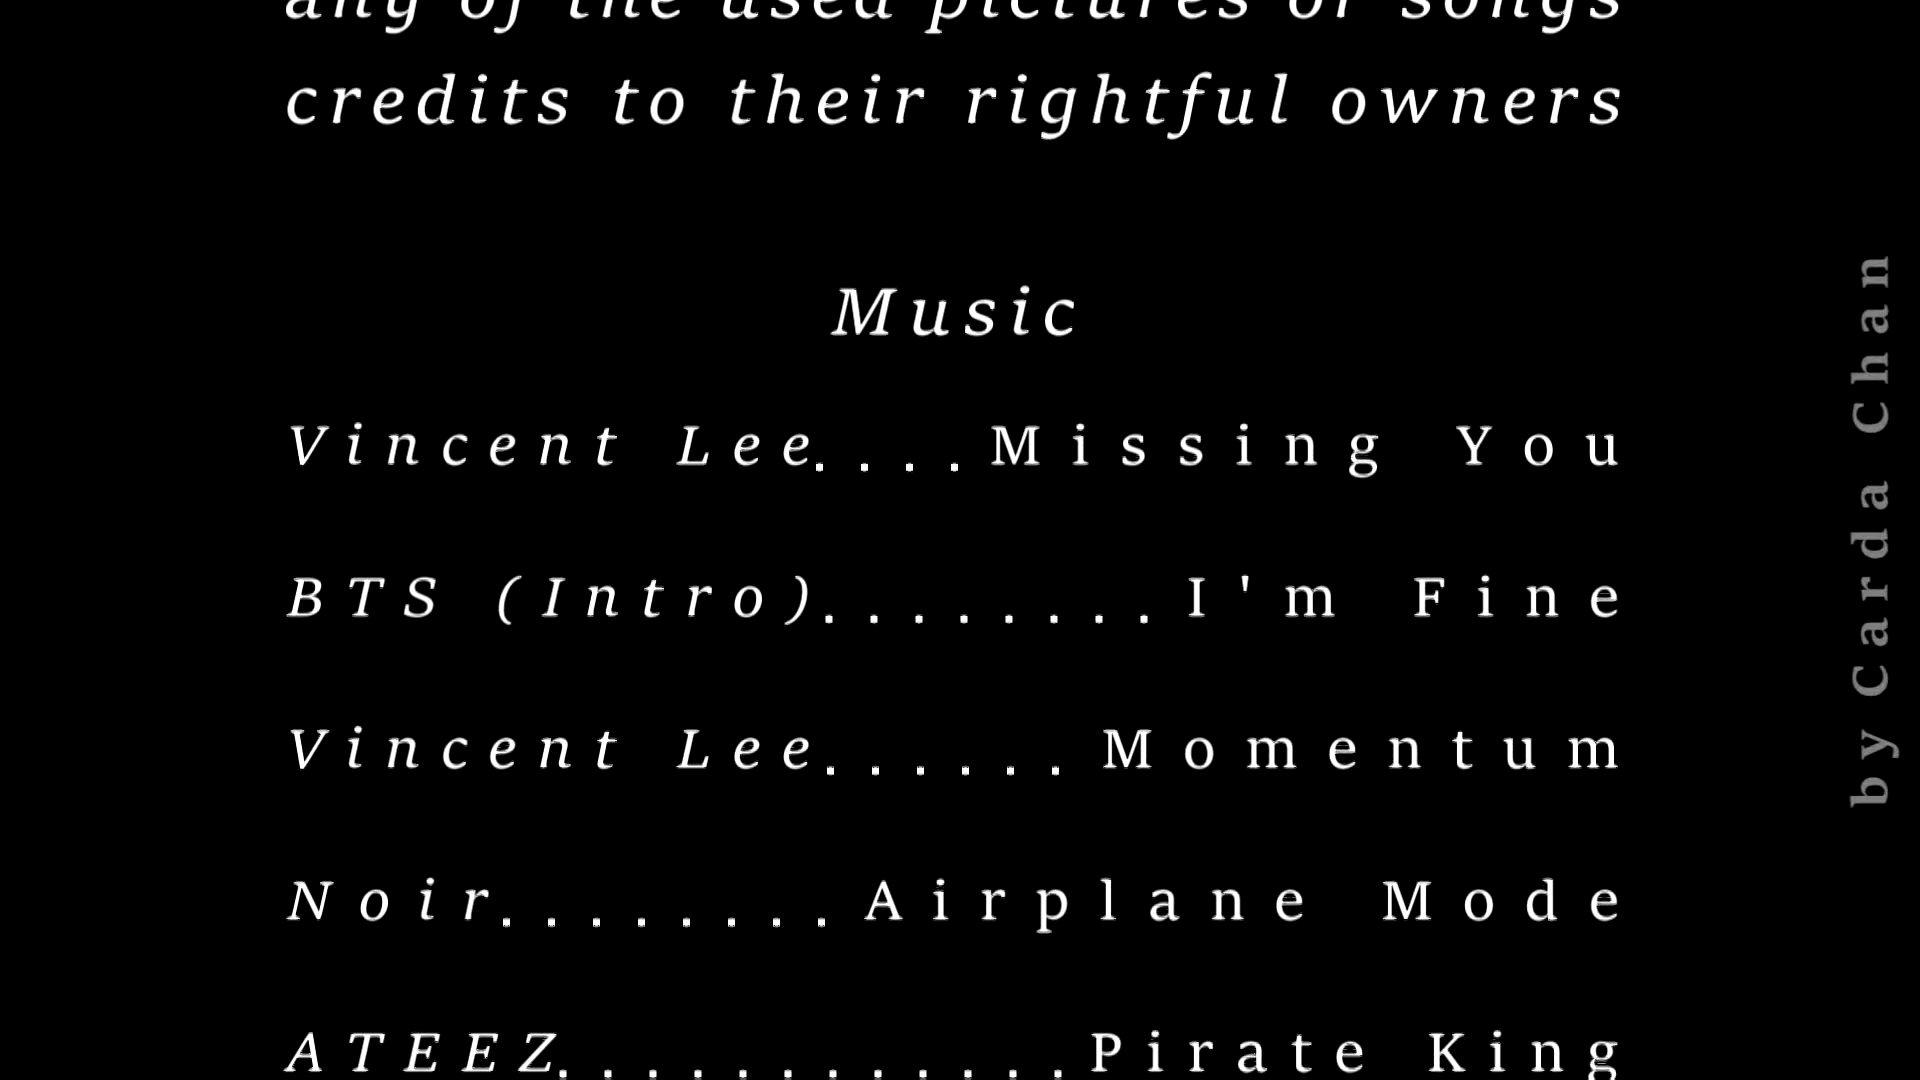 any of the used pictures or songs
credits to their rightful owners
Music
Vincent Lee....Missing You
BTS (Intro)........I'm Fine
Vincent Lee......Momentum
Noir........Airplane Mode
ATEEZ............Pirate King
by Carda Chan